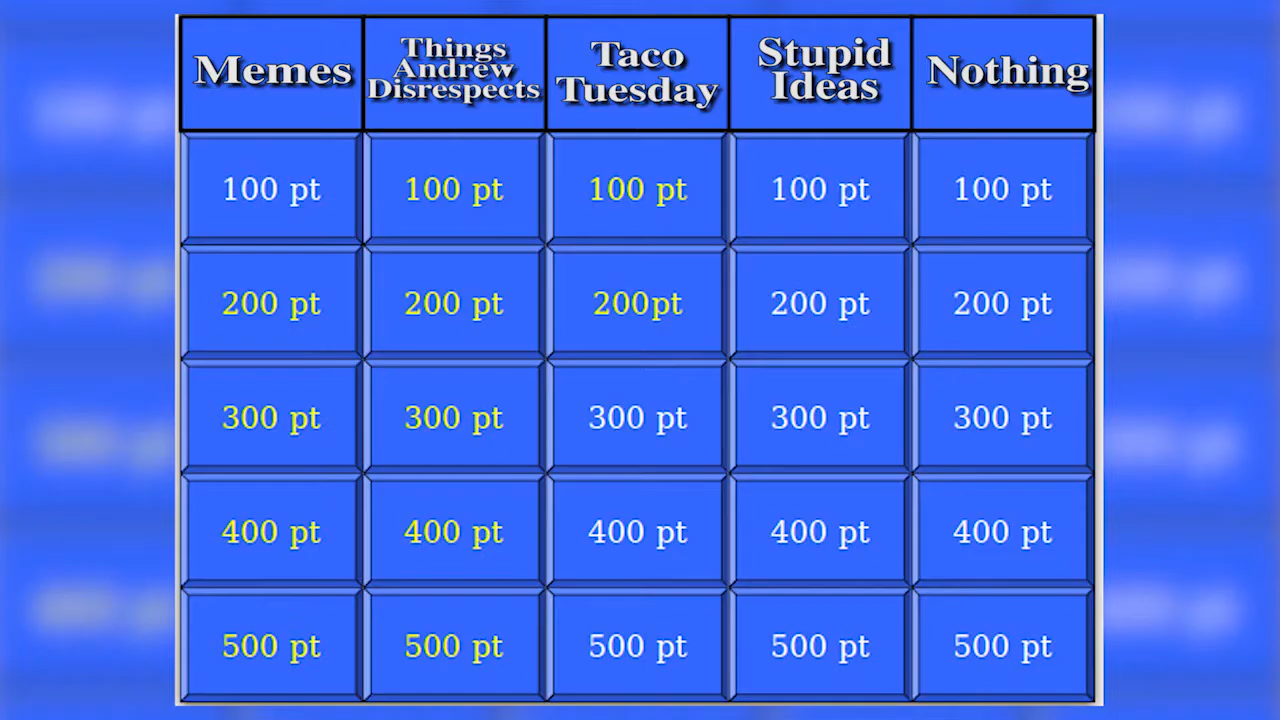 Memes
Things
Andrew
Disrespects
Taco
Tuesday
Stupid
Ideas
Nothing
100 pt 100 pt 100 pt 100 pt 100 pt
200 pt 200 pt 200pt 200 pt 200 pt
300 pt 300 pt 300 pt 300 pt 300 pt
400 pt 400 pt 400 pt 400 pt 400 pt
500 pt 500 pt 500 pt 500 pt 500 pt